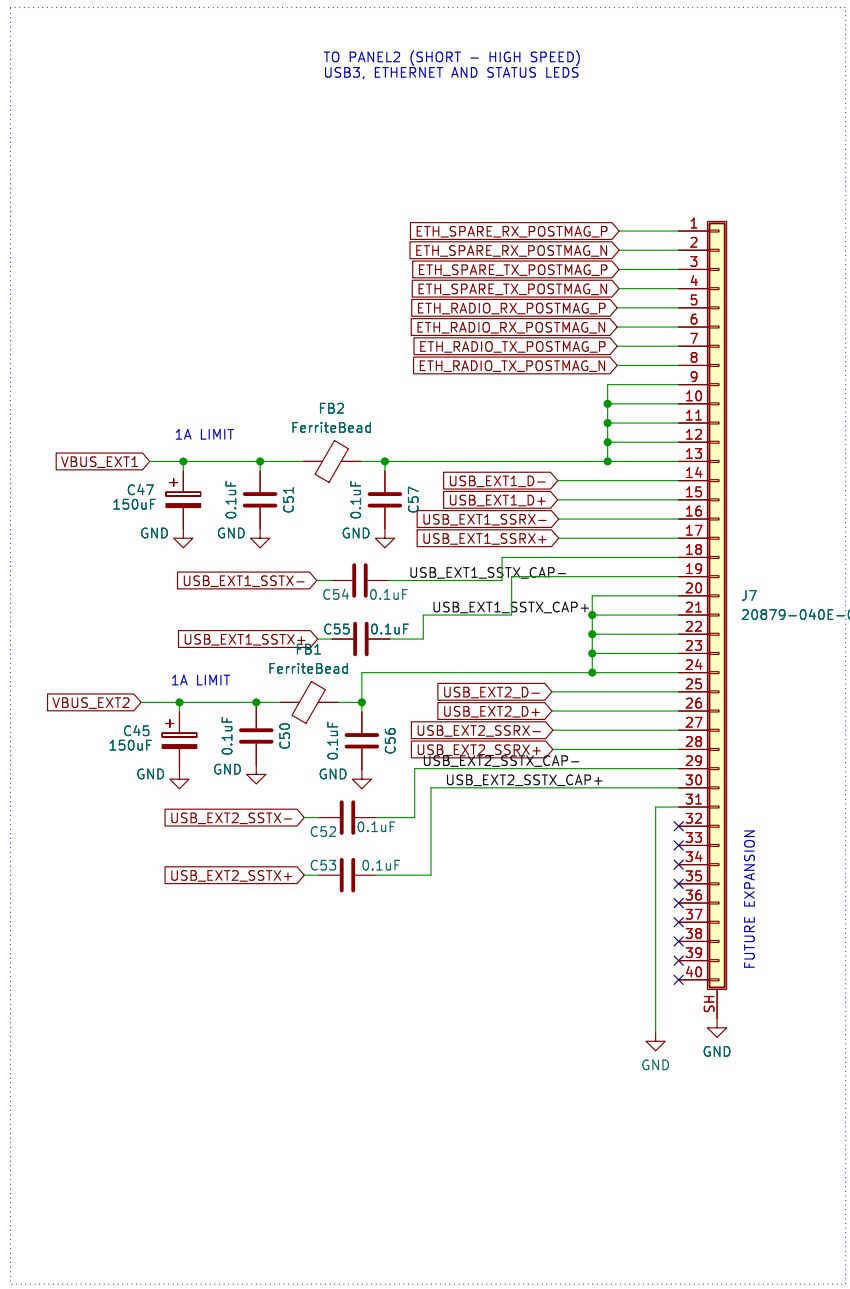 TO PANEL2 (SHORT - HIGH SPEED)
USB3, ETHERNET AND STATUS LEDS
ETH_SPARE_RX_POSTMAG_P 1
ETH_SPARE_RX_POSTMAG_N 2
ETH_SPARE_TX_POSTMAG_P 3
ETH_SPARE_TX_POSTMAG_N 4
ETH_RADIO_RX_POSTMAG_P 5
ETH_RADIO_RX_POSTMAG_N 6
ETH_RADIO_TX_POSTMAG_P 7
ETH_RADIO_TX_POSTMAG_N 8
9
10
11
12
13
FB2
FerriteBead
1A LIMIT
VBUS_EXT1
+
C47
150uF
GND
0.1uF
C51
GND
0.1uF
C57
GND
USB_EXT1_D- 14
USB_EXT1_D+ 15
USB_EXT1_SSRX- 16
USB_EXT1_SSRX+ 17
18
USB_EXT1_SSTX_CAP-
19
USB_EXT1_SSTX-
C54
0.1uF
USB_EXT1_SSTX_CAP+
20
21
22
23
24
J7
20879-040E-0
USB_EXT1_SSTX+
C55
0.1uF
FB1
FerriteBead
1A LIMIT
VBUS_EXT2
+
C45
150uF
GND
0.1uF
C50
GND
0.1uF
C56
GND
USB_EXT2_D- 25
USB_EXT2_D+ 26
USB_EXT2_SSRX- 27
USB_EXT2_SSRX+ 28
USB_EXT2_SSTX_CAP- 29
USB_EXT2_SSTX_CAP+ 30
31
USB_EXT2_SSTX-
C52
0.1uF
USB_EXT2_SSTX+
C53
0.1uF
32
33
34
35
36
37
38
39
40
FUTURE EXPANSION
SH
GND
GND